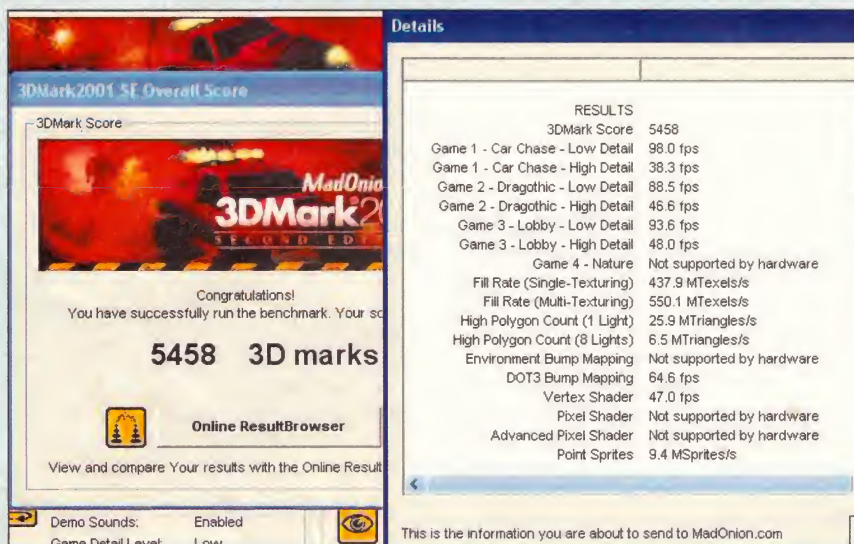 3DMark2001 SE Overall Score
3DMark Score
MadOnio
3DMark20
SECOND EDI
Congratulations!
You have successfully run the benchmark. Your sc
5458 3D marks
Online ResultBrowser
View and compare Your results with the Online Result
Demo Sounds: Enabled
Game Detail Level: Low
Details
RESULTS
3DMark Score 5458
Game 1 - Car Chase - Low Detail 98.0 fps
Game 1 - Car Chase - High Detail 38.3 fps
Game 2 - Dragothic - Low Detail 88.5 fps
Game 2 - Dragothic - High Detail 46.6 fps
Game 3 - Lobby - Low Detail 93.6 fps
Game 3 - Lobby - High Detail 48.0 fps
Game 4 - Nature Not supported by hardware
Fill Rate (Single-Texturing) 437.9 MTexels/s
Fill Rate (Multi-Texturing) 550.1 MTexels/s
High Polygon Count (1 Light) 25.9 MTriangles/s
High Polygon Count (8 Lights) 6.5 MTriangles/s
Environment Bump Mapping Not supported by hardware
DOT3 Bump Mapping 64.6 fps
Vertex Shader 47.0 fps
Pixel Shader Not supported by hardware
Advanced Pixel Shader Not supported by hardware
Point Sprites 9.4 MSprites/s
This is the information you are about to send to MadOnion.com